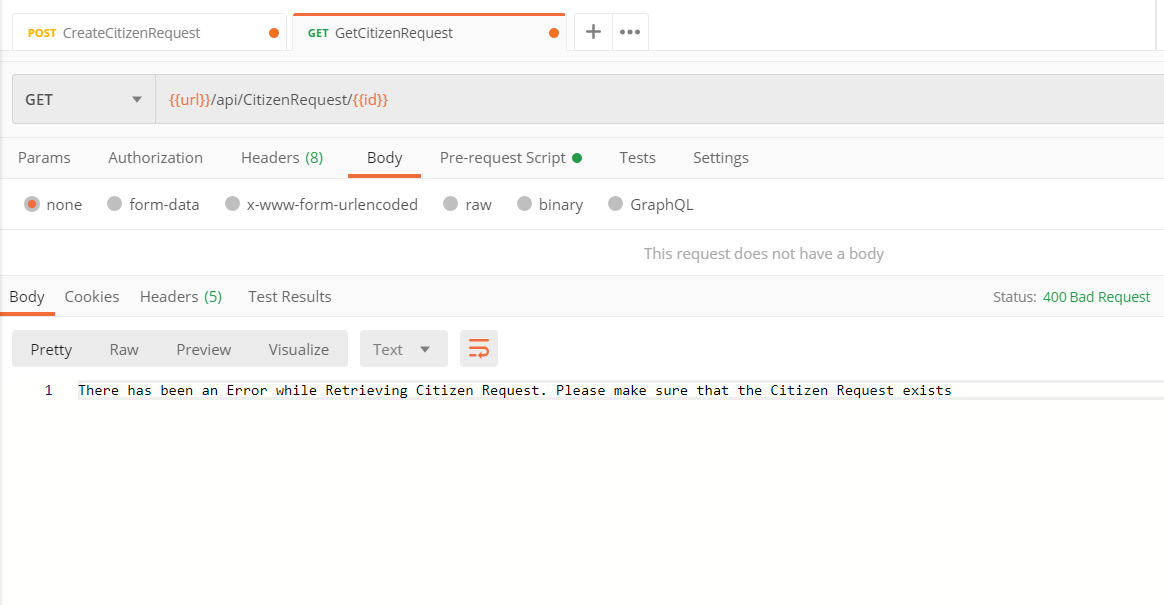 POST CreateCitizenRequest GET GetCitizenRequest
GET {{url}}/api/CitizenRequest/{{id}}
Params Authorization Headers (8) Body Pre-request Script Tests Settings
none form-data x-www-form-urlencoded raw binary GraphQL
This request does not have a body
Body Cookies Headers (5) Test Results Status: 400 Bad Request
Pretty Raw Preview Visualize Text
1 There has been an Error while Retrieving Citizen Request. Please make sure that the Citizen Request exists